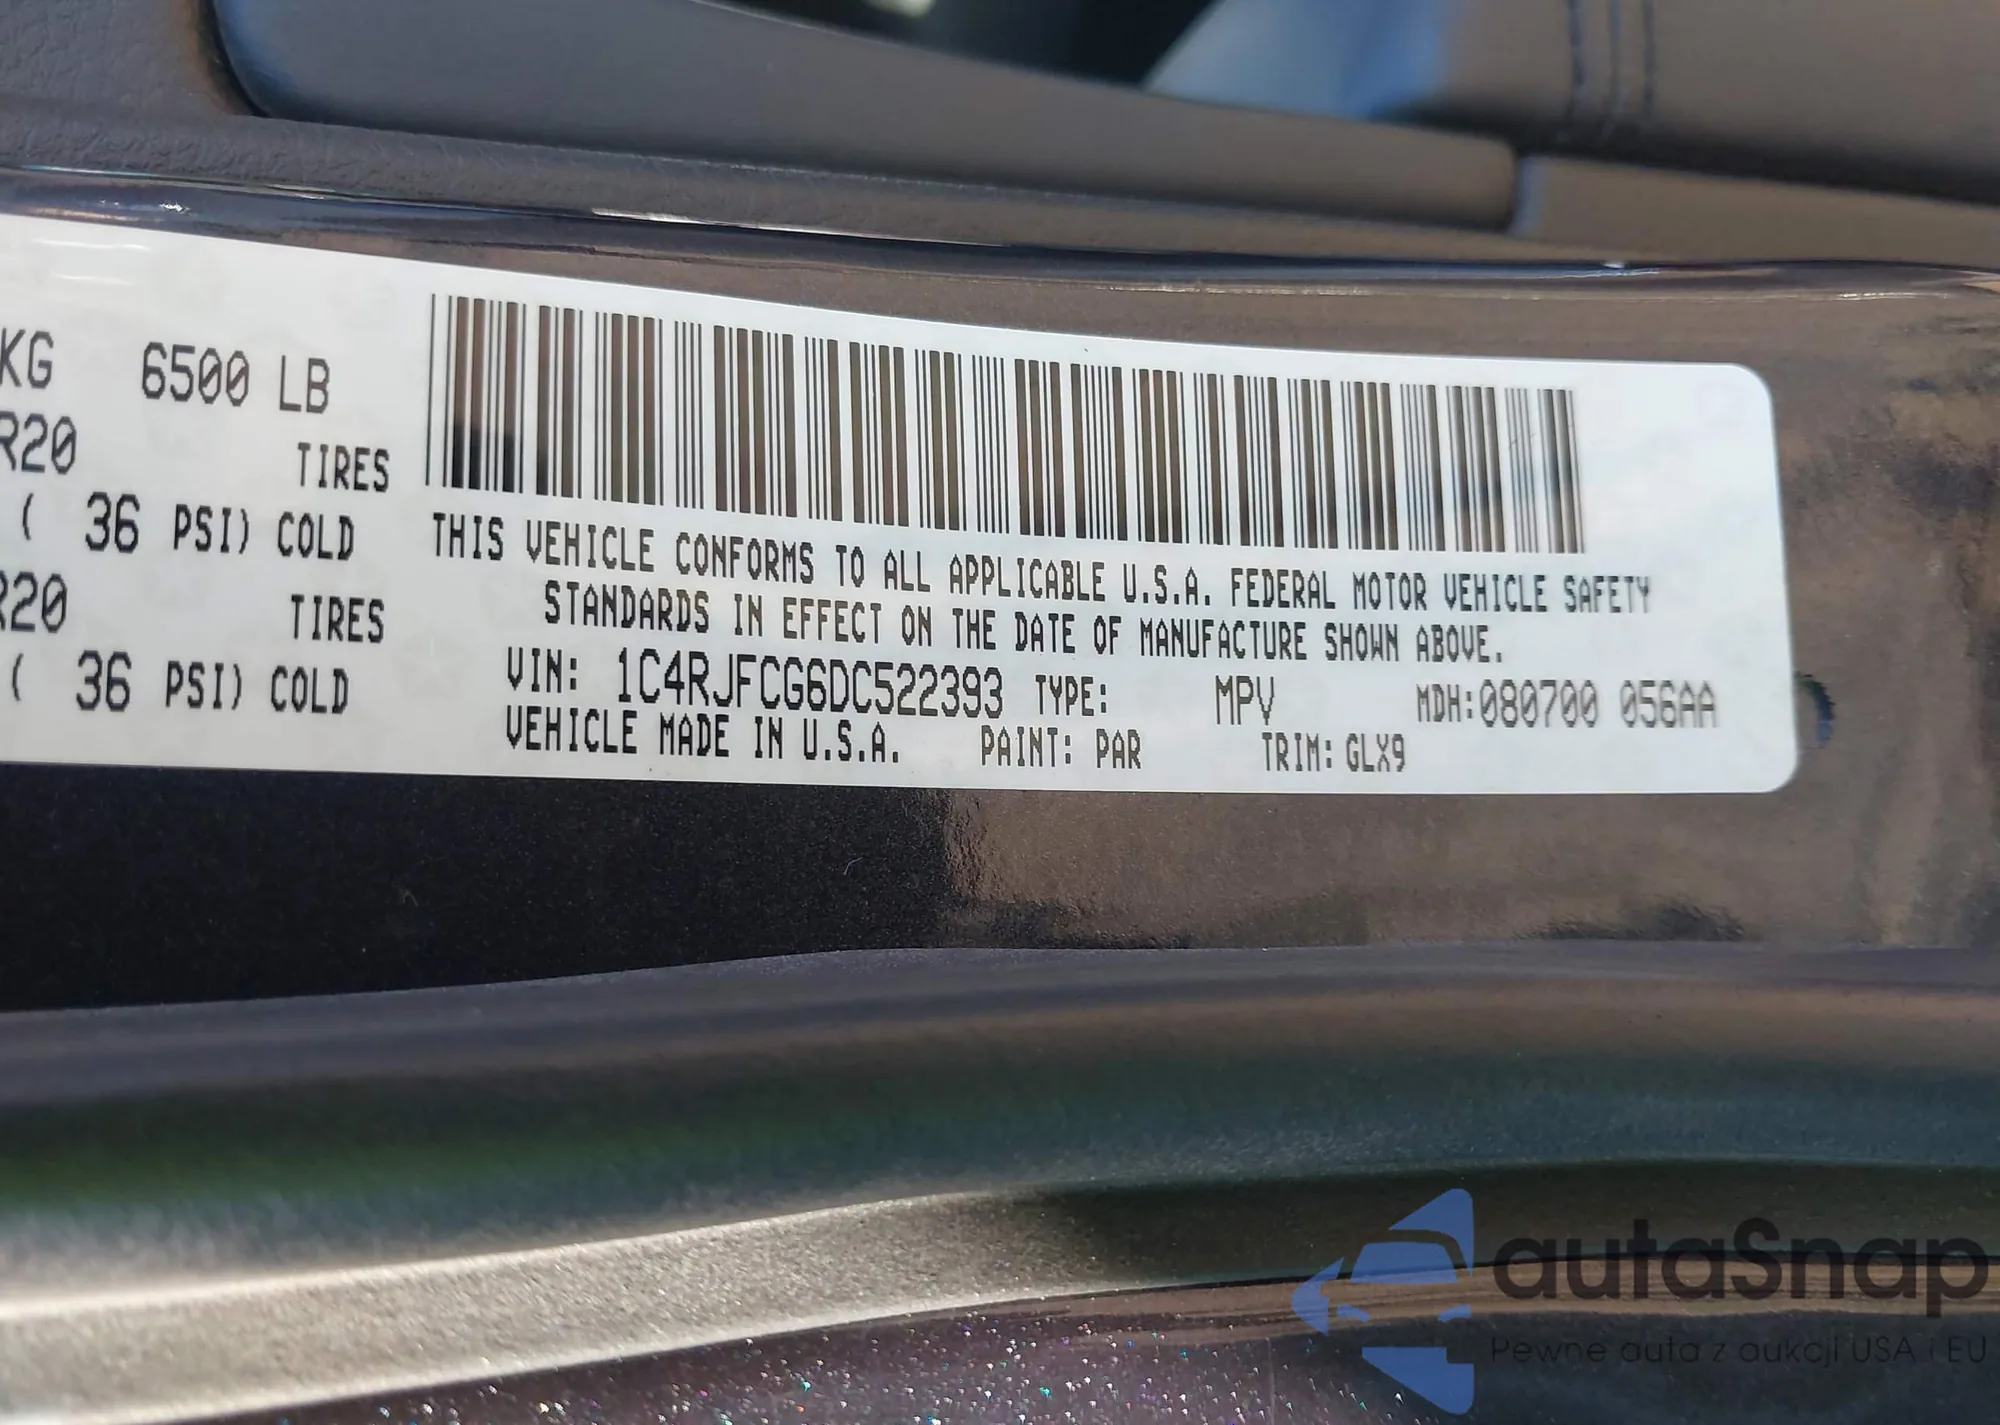 KG 6500 LB
R20 TIRES
( 36 PSI) COLD
R20 TIRES
( 36 PSI) COLD
THIS VEHICLE CONFORMS TO ALL APPLICABLE U.S.A. FEDERAL MOTOR VEHICLE SAFETY
STANDARDS IN EFFECT ON THE DATE OF MANUFACTURE SHOWN ABOVE.
VIN: 1C4RJFCG6DC522393 TYPE: MPV MDH:080700 056AA
VEHICLE MADE IN U.S.A. PAINT: PAR TRIM: GLX9
autaSnap
Pewne auta z aukcji USA i EU